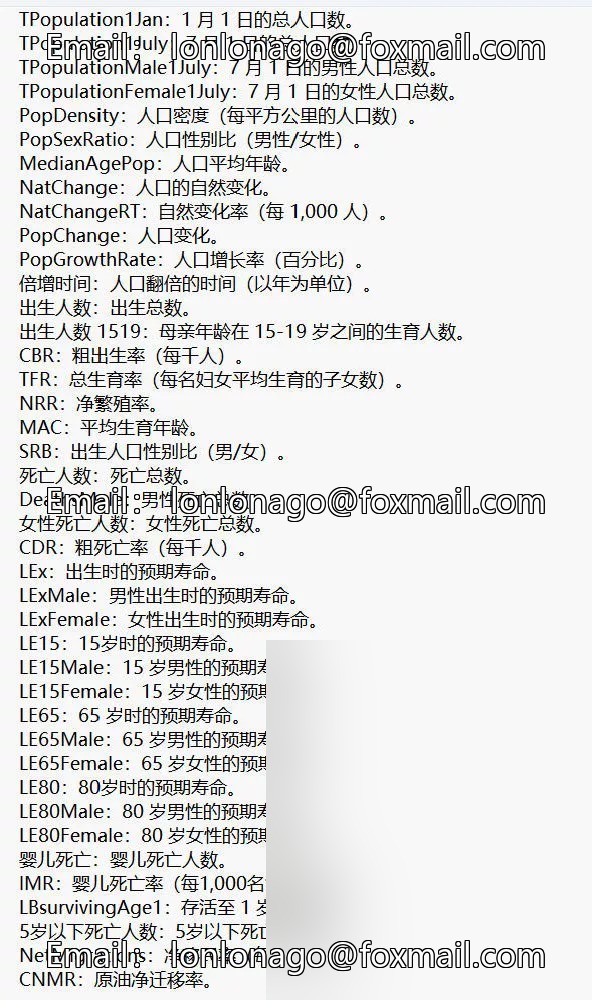 TPopulation1Jan：1 月 1 日的总人口数。
Email： lonlonago@foxmail.com
TPopulation1July：7 月 1 日的总人口
TPopulationMale1July：7 月 1 日的男性人口总数。
TPopulationFemale1July：7 月 1 日的女性人口总数。
PopDensity：人口密度（每平方公里的人口数）。
PopSexRatio：人口性别比（男性/女性）。
MedianAgePop：人口平均年龄。
NatChange：人口的自然变化。
NatChangeRT：自然变化率（每 1,000 人）。
PopChange：人口变化。
PopGrowthRate：人口增长率（百分比）。
倍增时间：人口翻倍的时间（以年为单位）。
出生人数：出生总数。
出生人数 1519：母亲年龄在 15-19 岁之间的生育人数。
CBR：粗出生率（每千人）。
TFR：总生育率（每名妇女平均生育的子女数）。
NRR：净繁殖率。
MAC：平均生育年龄。
SRB：出生人口性别比（男/女）。
死亡人数：死亡总数。
Email： lonlonago@foxmail.com
女性死亡人数：女性死亡总数。
CDR：粗死亡率（每千人）。
LEx：出生时的预期寿命。
LExMale：男性出生时的预期寿命。
LExFemale：女性出生时的预期寿命。
LE15：15岁时的预期寿命。
LE15Male：15 岁男性的预期
LE15Female：15 岁女性的预期
LE65：65 岁时的预期寿命。
LE65Male：65 岁男性的预期
LE65Female：65 岁女性的预期
LE80：80岁时的预期寿命。
LE80Male：80 岁男性的预期
LE80Female：80 岁女性的预期
婴儿死亡：婴儿死亡人数。
IMR：婴儿死亡率（每1,000名
LBsurvivingAge1：存活至 1 岁
5岁以下死亡人数：5岁以下死亡
Email： lonlonago@foxmail.com
CNMR：原油净迁移率。